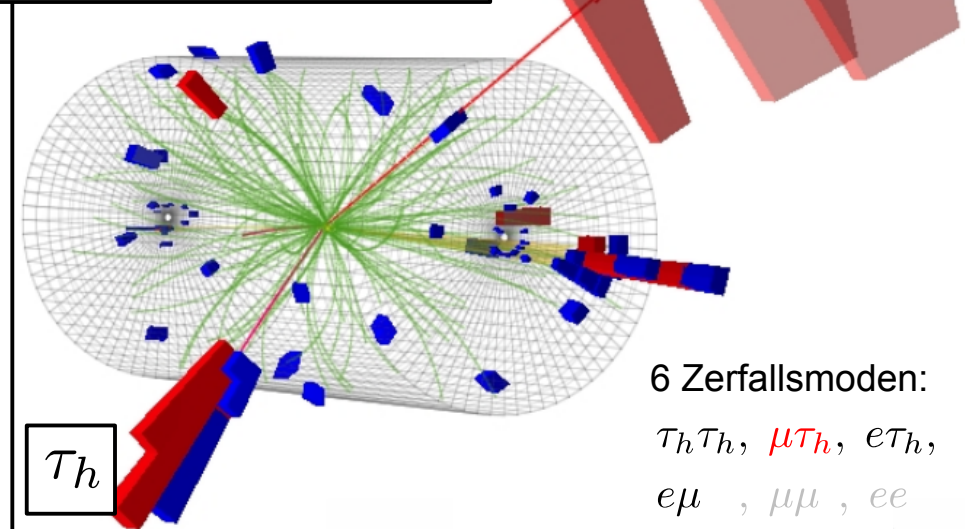 6 Zerfallsmoden:
τₕτₕ, μτₕ, eτₕ,
τₕ
eμ , μμ , ee